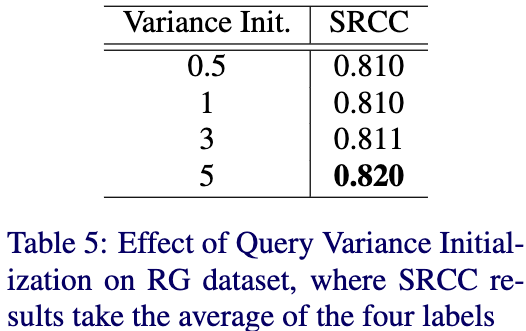 Variance Init. SRCC
0.5 0.810
1 0.810
3 0.811
5 0.820
Table 5: Effect of Query Variance Initial-
ization on RG dataset, where SRCC re-
sults take the average of the four labels